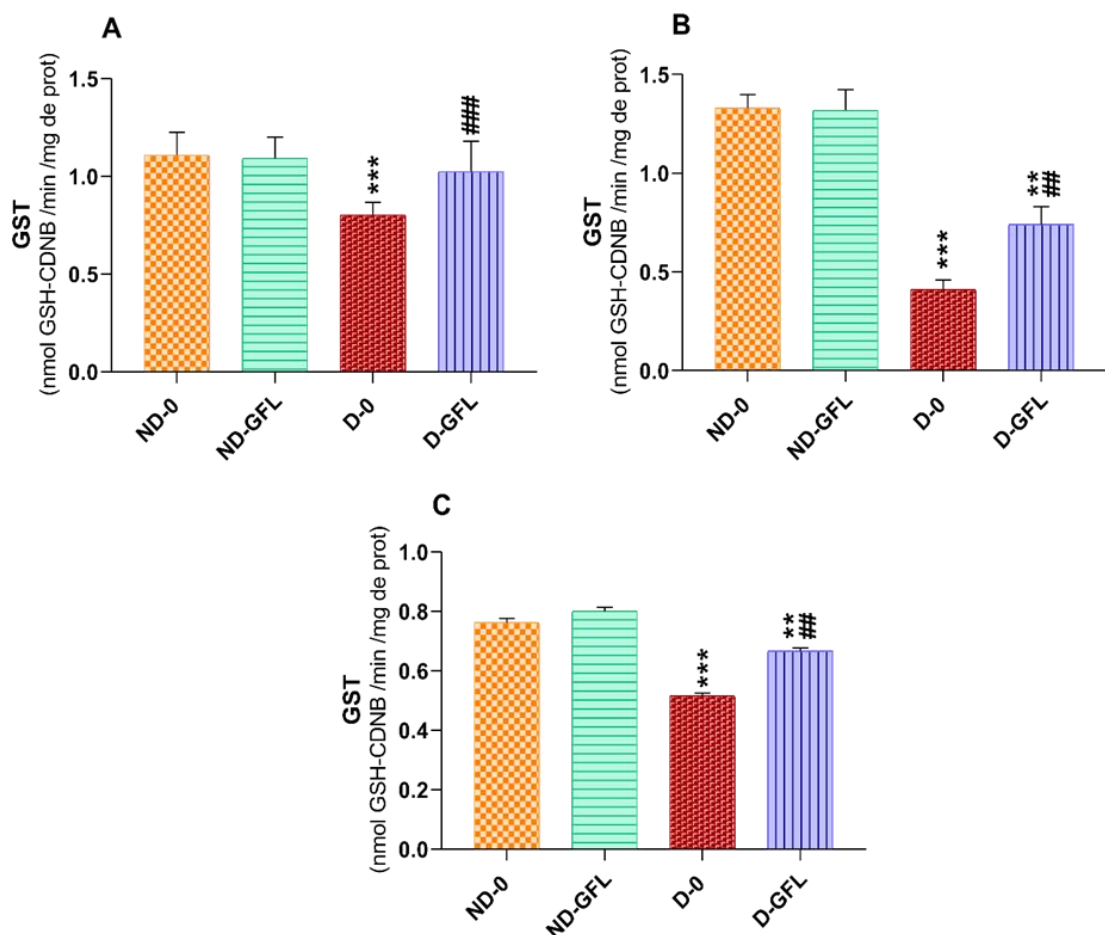 A
GST
(nmol GSH-CDNB /min /mg de prot)
1.5
1.0
0.5
0.0
***
###
ND-0
ND-GFL
D-0
D-GFL
B
GST
(nmol GSH-CDNB /min /mg de prot)
1.5
1.0
0.5
0.0
***
**
##
ND-0
ND-GFL
D-0
D-GFL
C
GST
(nmol GSH-CDNB /min /mg de prot)
1.0
0.8
0.6
0.4
0.2
0.0
***
**
##
ND-0
ND-GFL
D-0
D-GFL